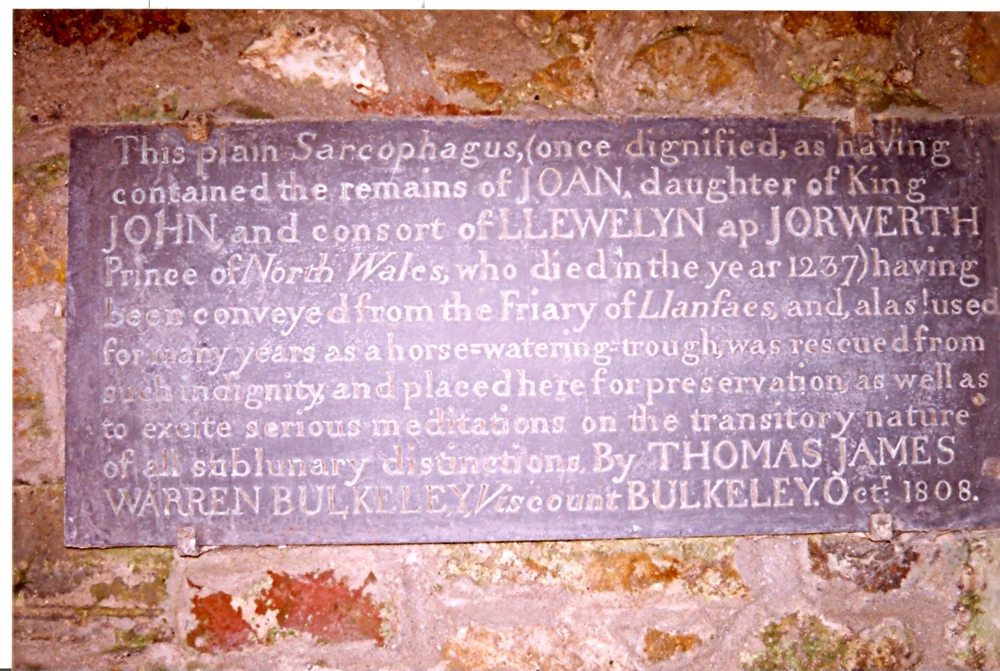 This plain Sarcophagus, (once dignified, as having
contained the remains of JOAN, daughter of King
JOHN, and consort of LLEWELYN ap JORWERTH
Prince of North Wales, who died in the year 1237) having
been conveyed from the Friary of Llanfaes, and, alas! used
for many years as a horse=watering=trough, was rescued from
such indignity, and placed here for preservation, as well as
to excite serious meditations on the transitory nature
of all sublunary distinctions. By THOMAS JAMES
WARREN BULKELEY, Viscount BULKELEY. Octr. 1808.